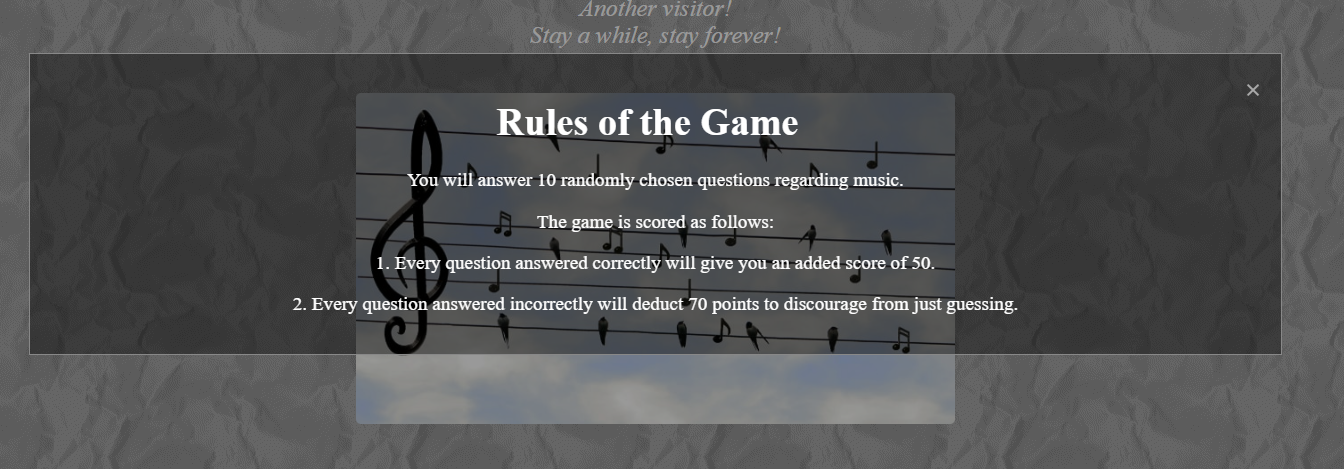 Another visitor!
Stay a while, stay forever!
×
Rules of the Game
You will answer 10 randomly chosen questions regarding music.
The game is scored as follows:
1. Every question answered correctly will give you an added score of 50.
2. Every question answered incorrectly will deduct 70 points to discourage from just guessing.